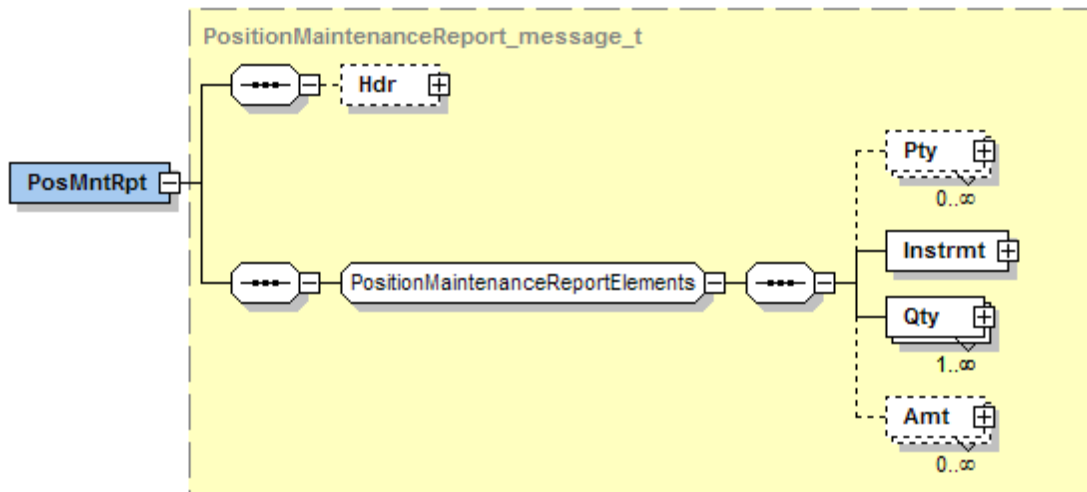 PositionMaintenanceReport_message_t
Hdr
PosMntRpt
Pty
0..∞
Instrmt
PositionMaintenanceReportElements
Qty
1..∞
Amt
0..∞